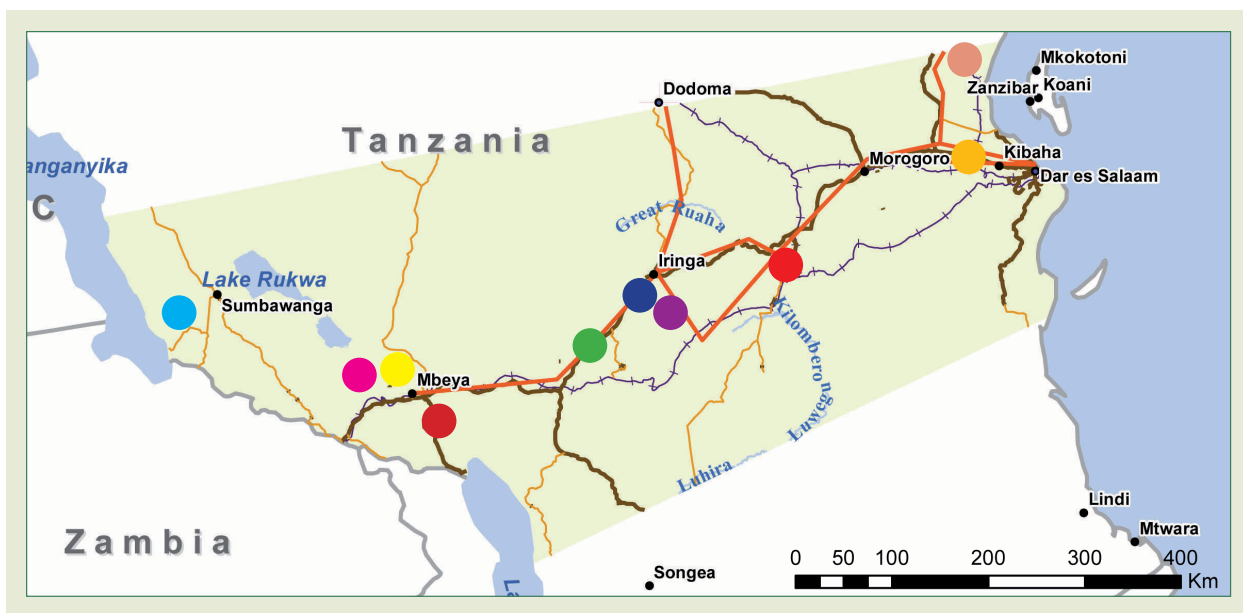 Mkokotoni
Zanzibar
Koani
Dodoma
Tanzania
Morogoro
Kibaha
Dar es Salaam
anganyika
C
Great Ruaha
Iringa
Lake Rukwa
Sumbawanga
Kilombero
Mbeya
Luweg
Luhira
Lindi
Zambia
Mtwara
0 50 100 200 300 400
Km
Songea
La